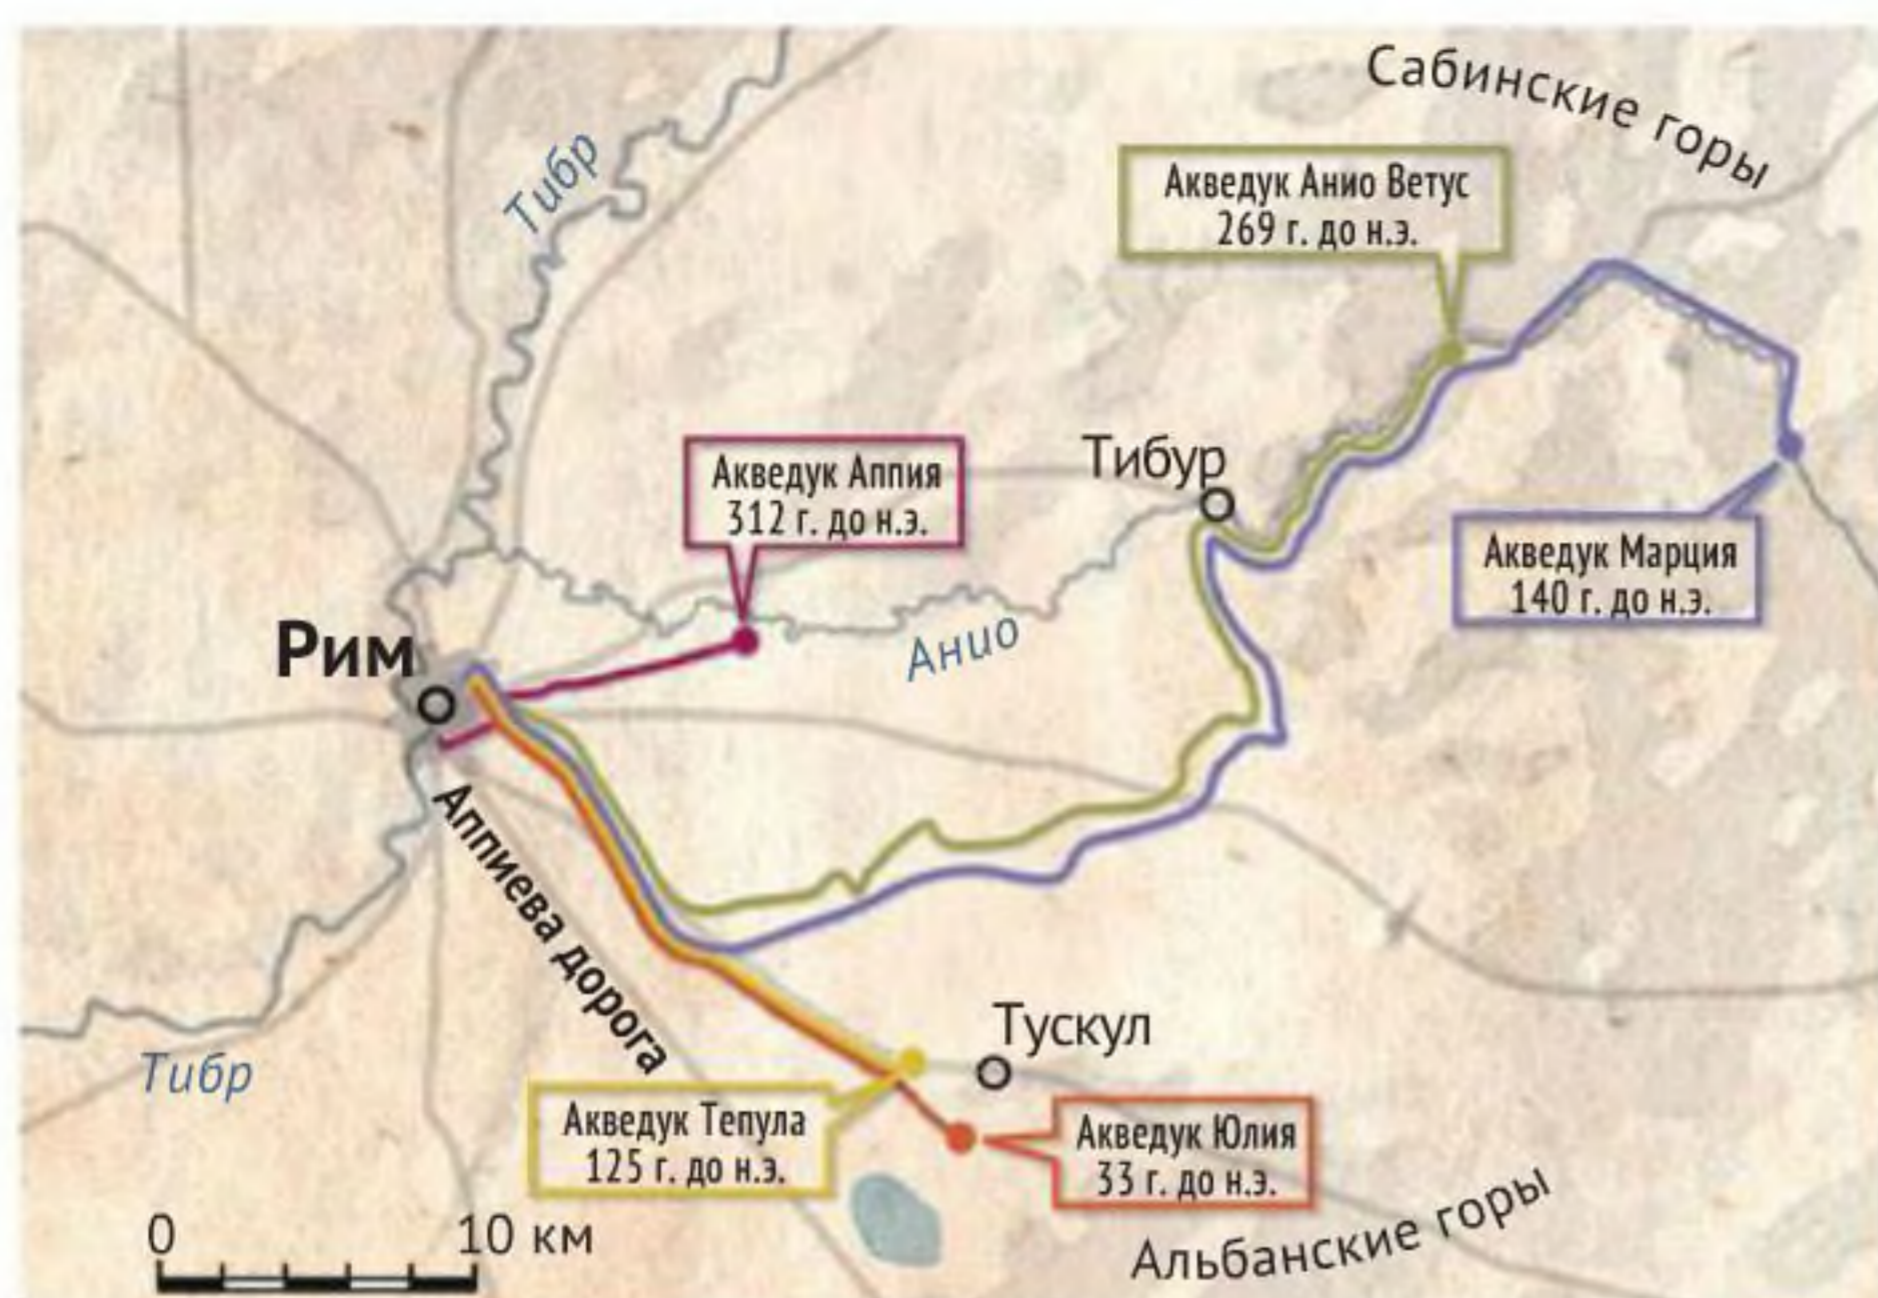 Сабинские горы
Тибр
Акведук Анио Ветус
269 г. до н.э.
Тибур
Акведук Аппия
312 г. до н.э.
Акведук Марция
140 г. до н.э.
Анио
Рим
Аппиева дорога
Тускул
Тибр
Акведук Тепула
125 г. до н.э.
Акведук Юлия
33 г. до н.э.
Альбанские горы
0 10 км